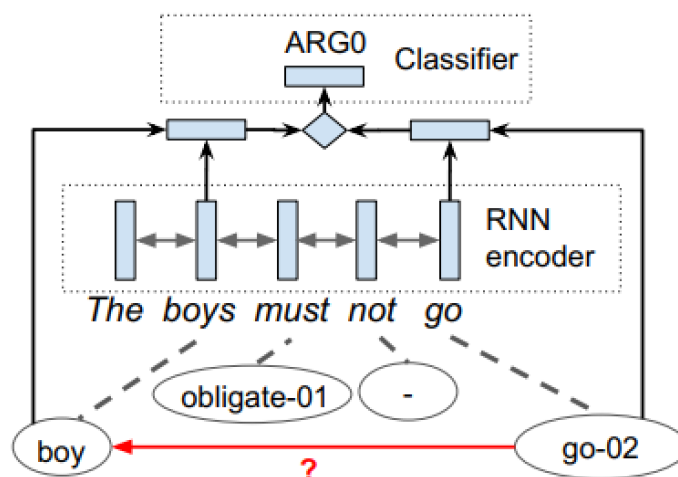 ARG0
Classifier
RNN
encoder
The boys must not go
obligate-01
-
boy
go-02
?